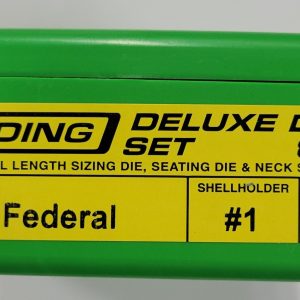 DING DELUXE D
SET
L LENGTH SIZING DIE, SEATING DIE & NECK S
SHELLHOLDER
Federal
#1